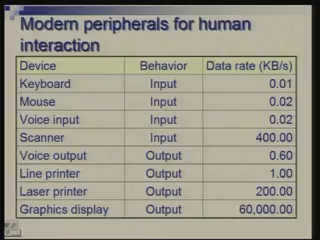 Modern peripherals for human
interaction
Device Behavior Data rate (KB/s)
Keyboard Input 0.01
Mouse Input 0.02
Voice input Input 0.02
Scanner Input 400.00
Voice output Output 0.60
Line printer Output 1.00
Laser printer Output 200.00
Graphics display Output 60,000.00